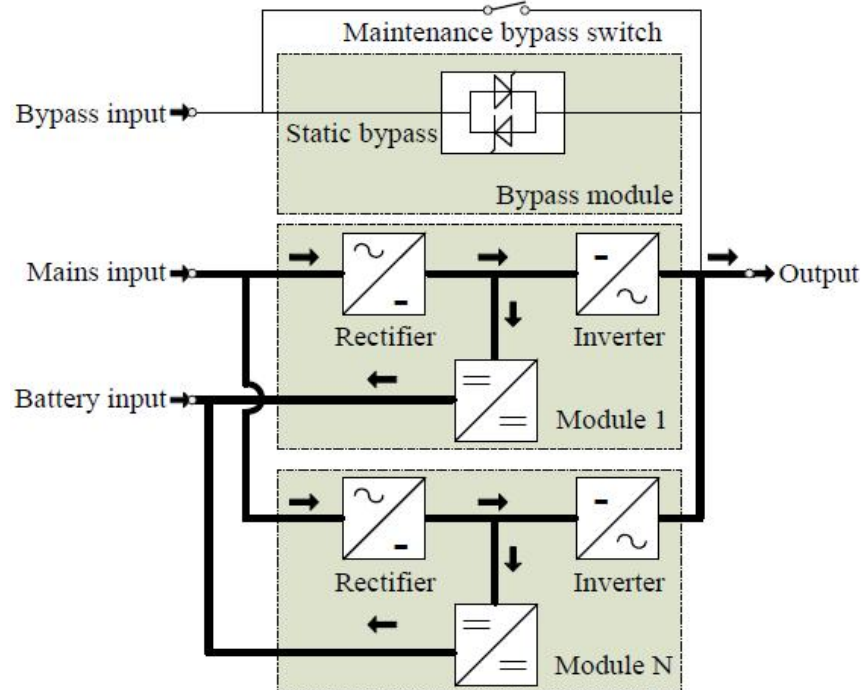 Maintenance bypass switch
Bypass input
Static bypass
Bypass module
Mains input
Output
Rectifier
Inverter
Battery input
Module 1
Rectifier
Inverter
Module N